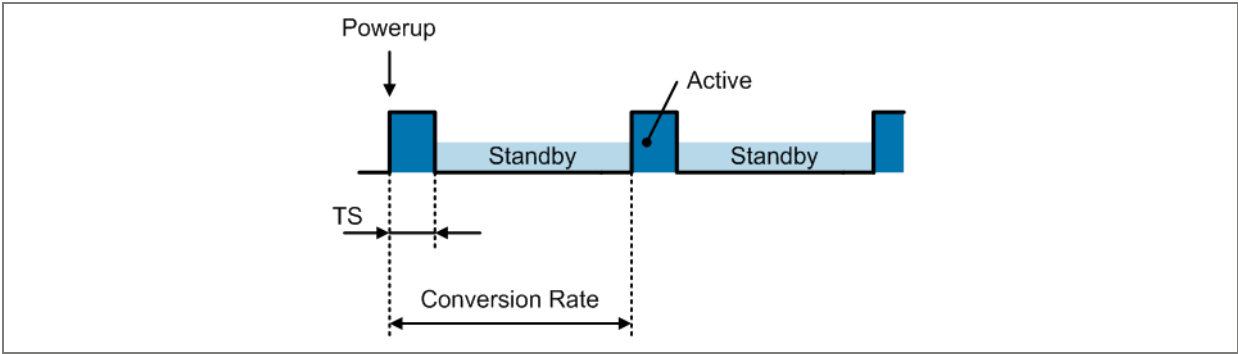 Powerup
Active
Standby
Standby
TS
Conversion Rate